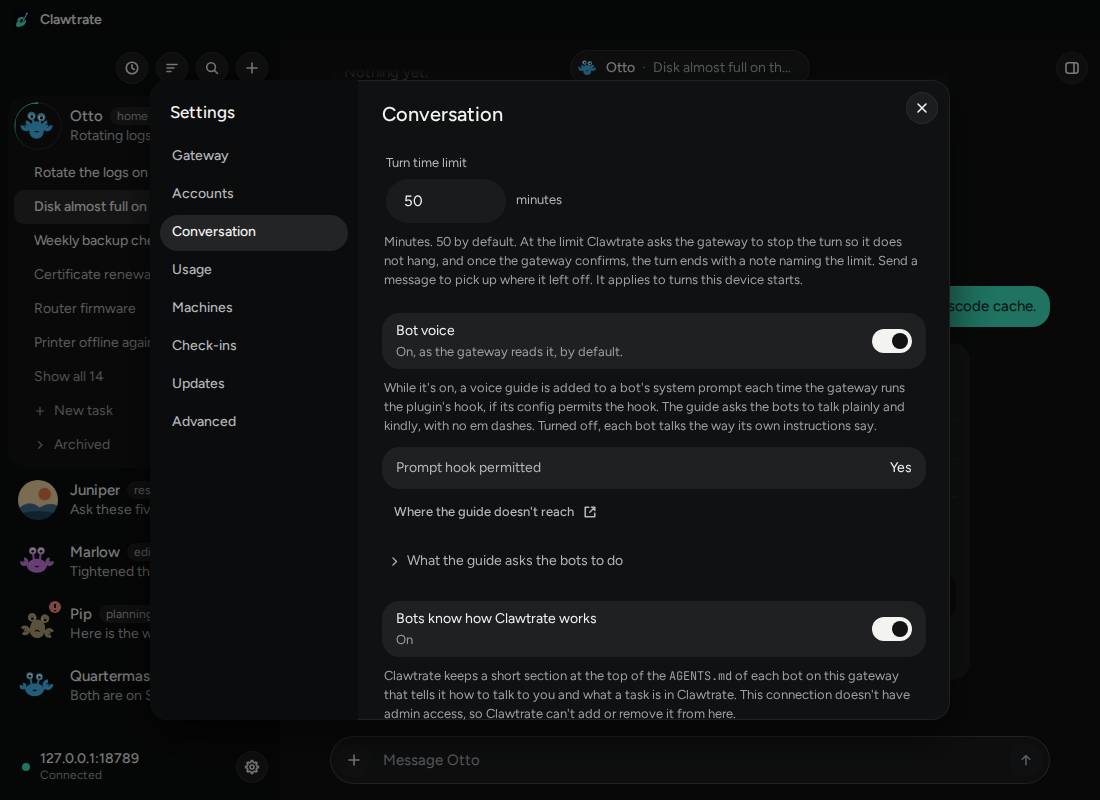 Clawtrate
Nothing yet.
Otto · Disk almost full on th...
Otto home
Rotating logs
Rotate the logs on
Disk almost full on
Weekly backup che
Certificate renewa
Router firmware
Printer offline again
Show all 14
+ New task
Archived
Juniper res
Ask these five
Marlow edi
Tightened th
Pip planning
Here is the w
Quartermas
Both are on S
127.0.0.1:18789
Connected
Settings
Gateway
Accounts
Conversation
Usage
Machines
Check-ins
Updates
Advanced
Conversation
Turn time limit
50 minutes
Minutes. 50 by default. At the limit Clawtrate asks the gateway to stop the turn so it does
not hang, and once the gateway confirms, the turn ends with a note naming the limit. Send a
message to pick up where it left off. It applies to turns this device starts.
Bot voice
On, as the gateway reads it, by default.
While it's on, a voice guide is added to a bot's system prompt each time the gateway runs
the plugin's hook, if its config permits the hook. The guide asks the bots to talk plainly and
kindly, with no em dashes. Turned off, each bot talks the way its own instructions say.
Prompt hook permitted Yes
Where the guide doesn't reach
What the guide asks the bots to do
Bots know how Clawtrate works
On
Clawtrate keeps a short section at the top of the AGENTS.md of each bot on this gateway
that tells it how to talk to you and what a task is in Clawtrate. This connection doesn't have
admin access, so Clawtrate can't add or remove it from here.
scode cache.
Message Otto